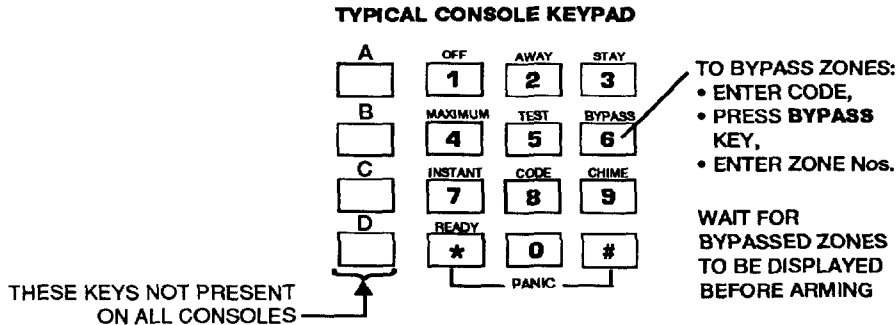 TYPICAL CONSOLE KEYPAD
A OFF AWAY STAY
1 2 3
B MAXIMUM TEST BYPASS
4 5 6
C INSTANT CODE CHIME
7 8 9
D READY
* 0 #
PANIC
THESE KEYS NOT PRESENT
ON ALL CONSOLES
TO BYPASS ZONES:
• ENTER CODE,
• PRESS BYPASS
KEY,
• ENTER ZONE Nos.
WAIT FOR
BYPASSED ZONES
TO BE DISPLAYED
BEFORE ARMING